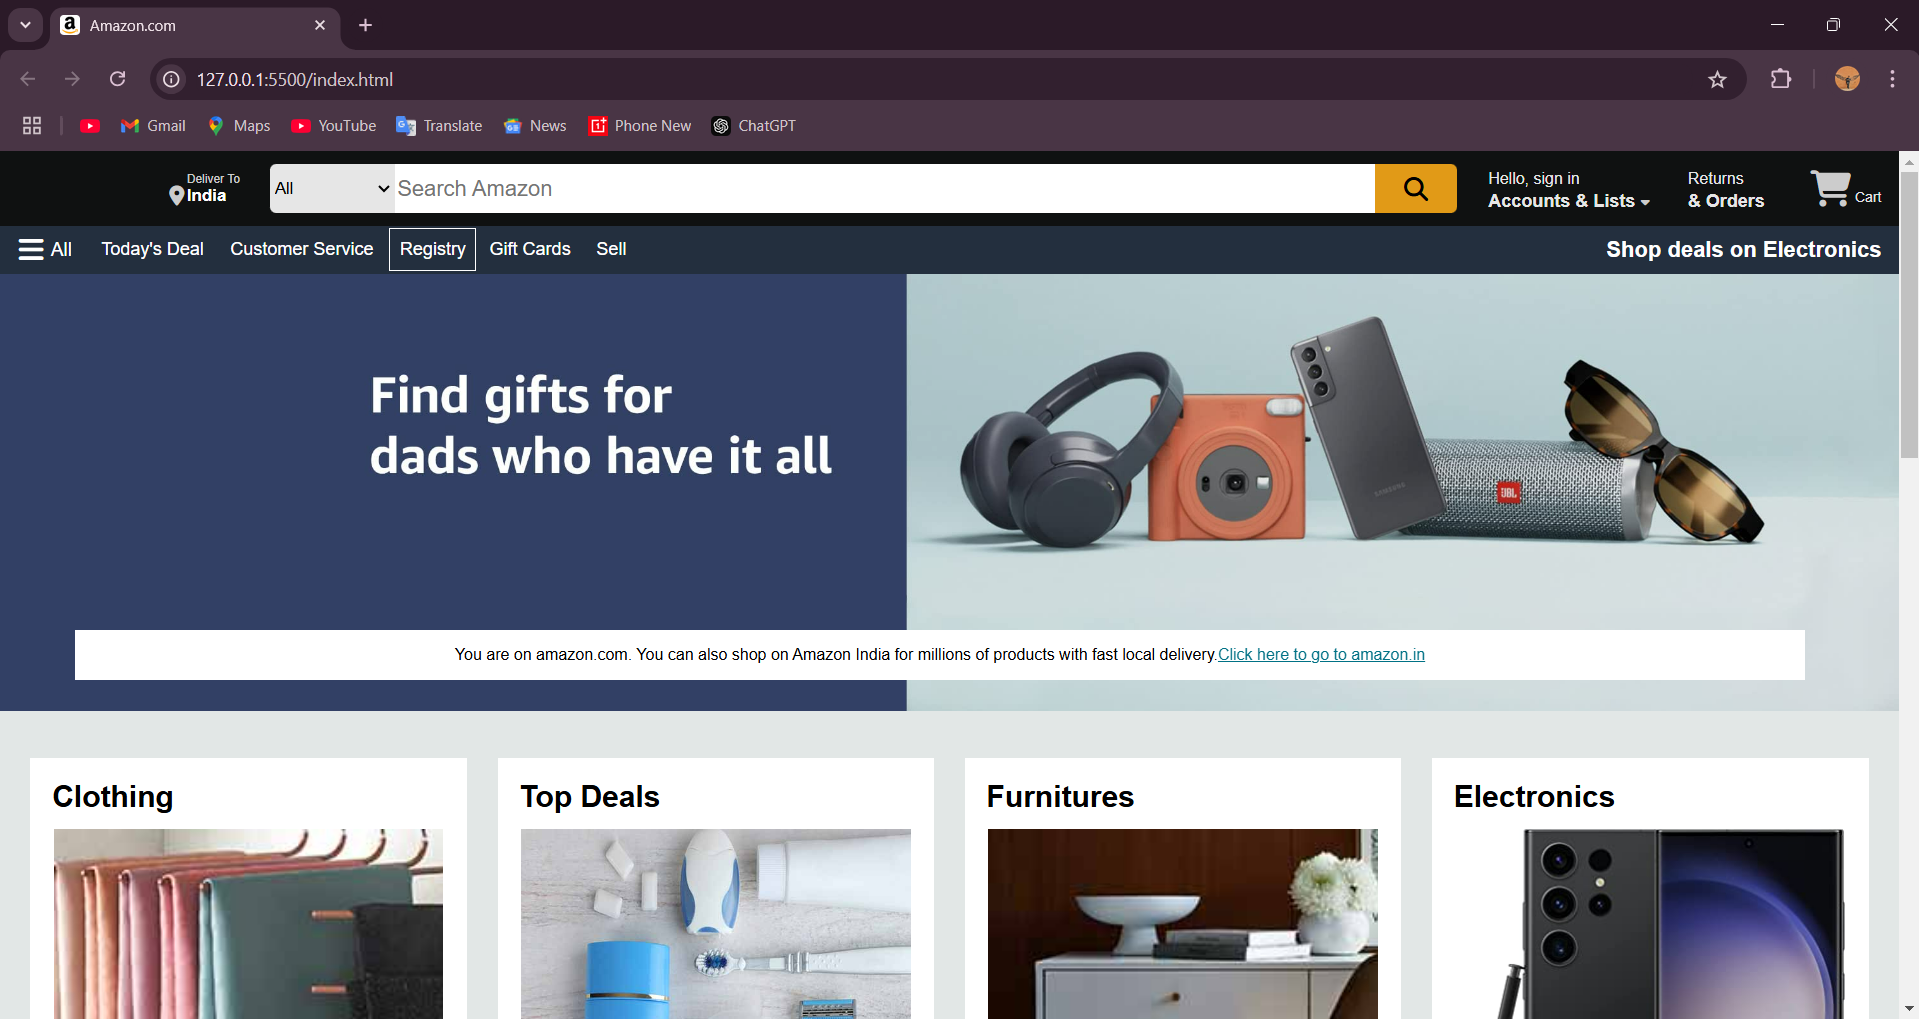 Amazon.com
127.0.0.1:5500/index.html
Gmail
Maps
YouTube
Translate
News
Phone New
ChatGPT
Deliver To
India
All
Search Amazon
Hello, sign in
Accounts & Lists
Returns
& Orders
Cart
All
Today's Deal
Customer Service
Registry
Gift Cards
Sell
Shop deals on Electronics
Find gifts for
dads who have it all
SAMSUNG
JBL
You are on amazon.com. You can also shop on Amazon India for millions of products with fast local delivery.Click here to go to amazon.in
Clothing
Top Deals
Furnitures
Electronics